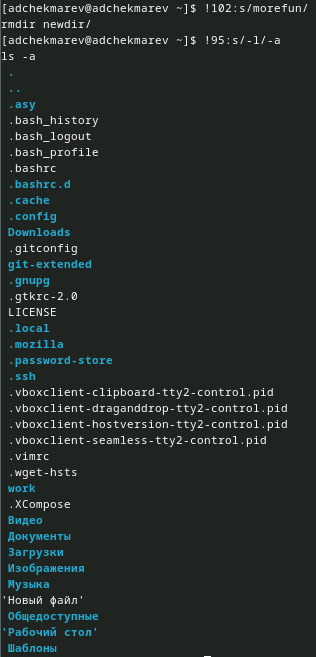 [adchekmarev@adchekmarev ~]$ !102:s/morefun/
rmdir newdir/
[adchekmarev@adchekmarev ~]$ !95:s/-l/-a
ls -a
.
..
.asy
.bash_history
.bash_logout
.bash_profile
.bashrc
.bashrc.d
.cache
.config
Downloads
.gitconfig
git-extended
.gnupg
.gtkrc-2.0
LICENSE
.local
.mozilla
.password-store
.ssh
.vboxclient-clipboard-tty2-control.pid
.vboxclient-draganddrop-tty2-control.pid
.vboxclient-hostversion-tty2-control.pid
.vboxclient-seamless-tty2-control.pid
.vimrc
.wget-hsts
work
.XCompose
Видео
Документы
Загрузки
Изображения
Музыка
'Новый файл'
Общедоступные
'Рабочий стол'
Шаблоны